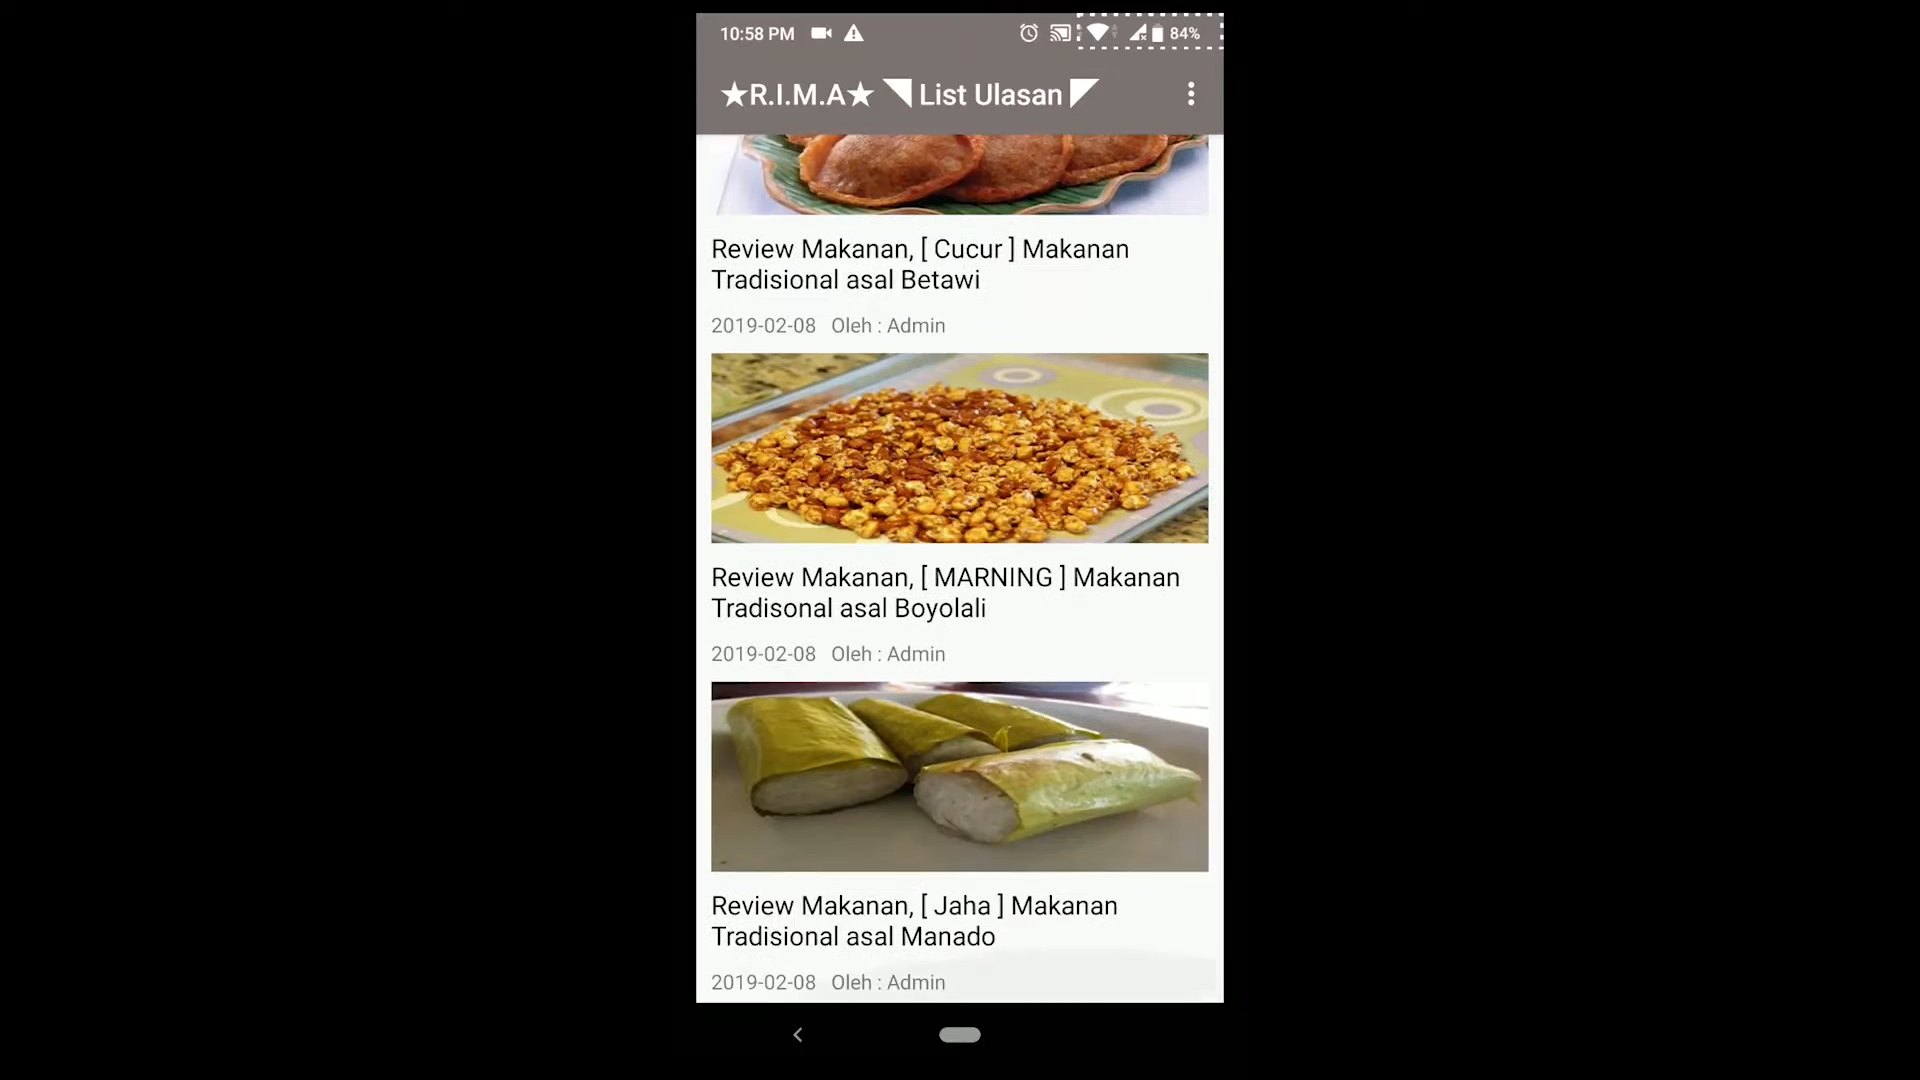 10:58 PM 84%
★R.I.M.A★ ◥ List Ulasan ◤
Review Makanan, [ Cucur ] Makanan
Tradisional asal Betawi
2019-02-08 Oleh : Admin
Review Makanan, [ MARNING ] Makanan
Tradisonal asal Boyolali
2019-02-08 Oleh : Admin
Review Makanan, [ Jaha ] Makanan
Tradisional asal Manado
2019-02-08 Oleh : Admin